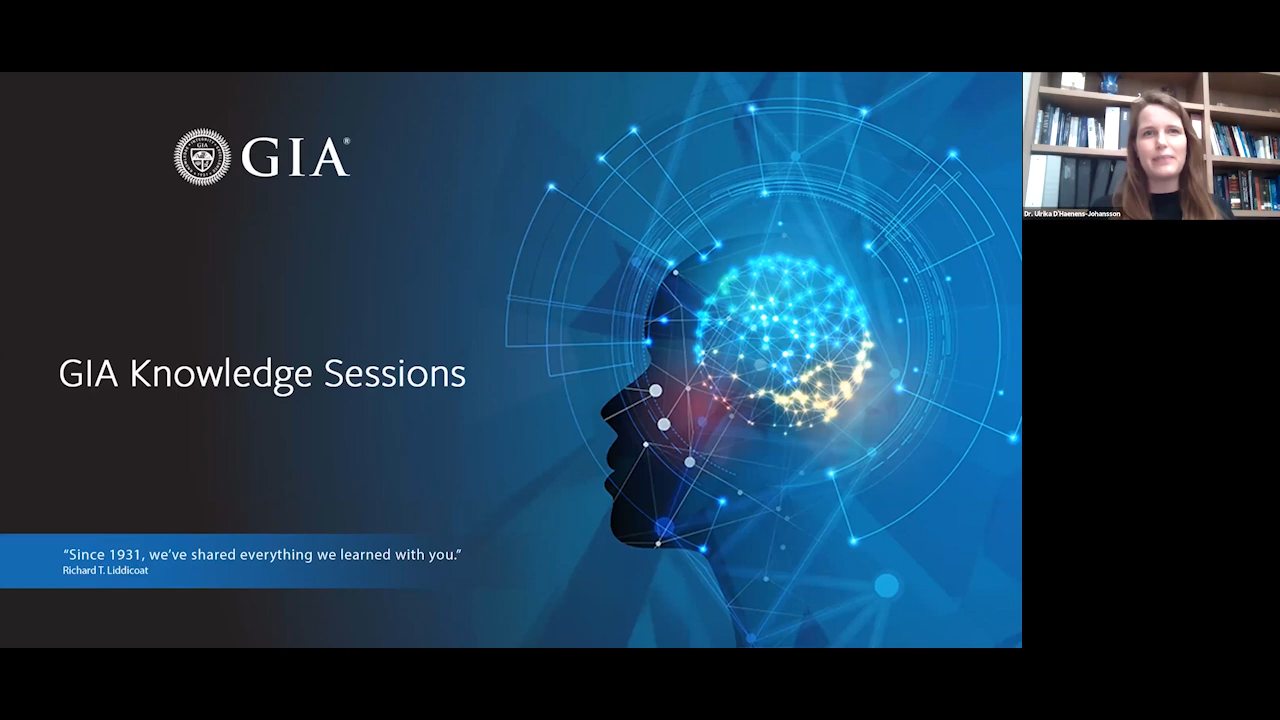 GIA
GIA®
GIA Knowledge Sessions
“Since 1931, we’ve shared everything we learned with you.”
Richard T. Liddicoat
Dr. Ulrika D'Haenens-Johansson